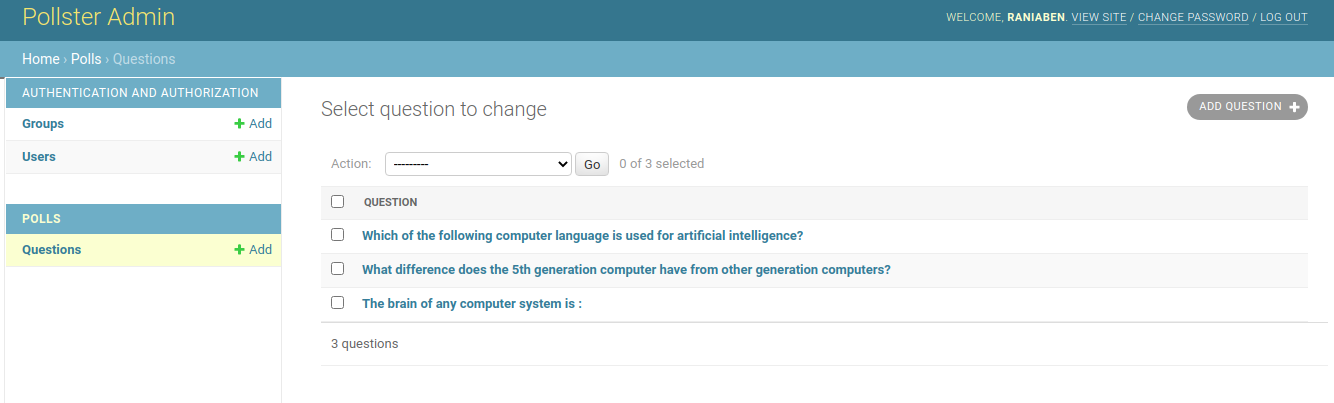 Pollster Admin
WELCOME, RANIABEN. VIEW SITE / CHANGE PASSWORD / LOG OUT
Home › Polls › Questions
AUTHENTICATION AND AUTHORIZATION
Groups Add
Users Add
POLLS
Questions Add
Select question to change
ADD QUESTION
Action: --------- Go 0 of 3 selected
QUESTION
Which of the following computer language is used for artificial intelligence?
What difference does the 5th generation computer have from other generation computers?
The brain of any computer system is :
3 questions